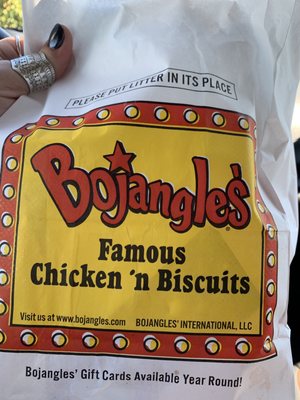 PLEASE PUT LITTER IN ITS PLACE
Bojangles'
Famous
Chicken 'n Biscuits
Visit us at www.bojangles.com BOJANGLES' INTERNATIONAL, LLC
Bojangles' Gift Cards Available Year Round!